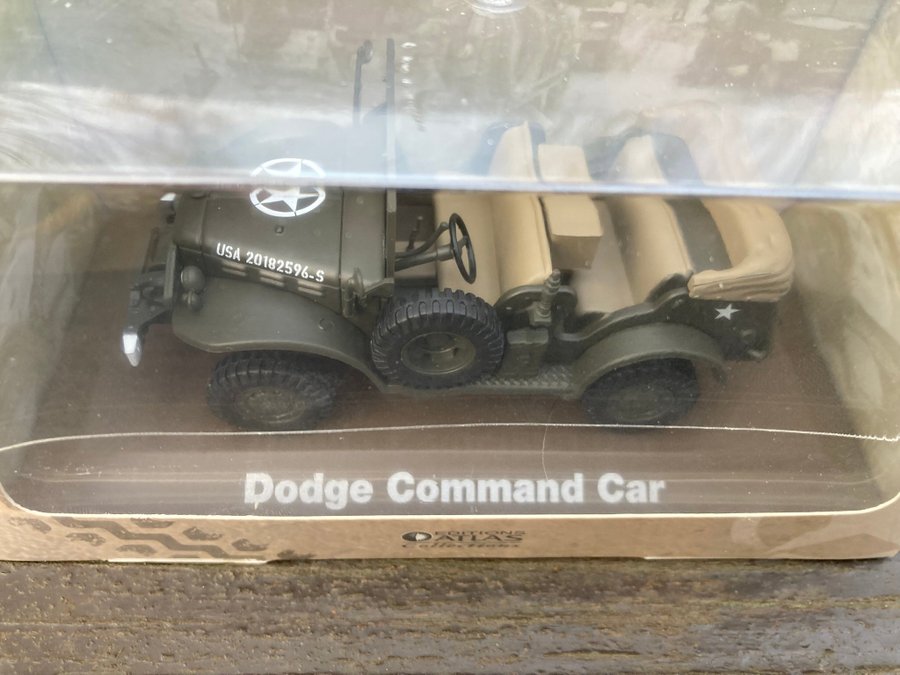 USA 20182596-S
Dodge Command Car
EDITIONS
ATLAS
Collections